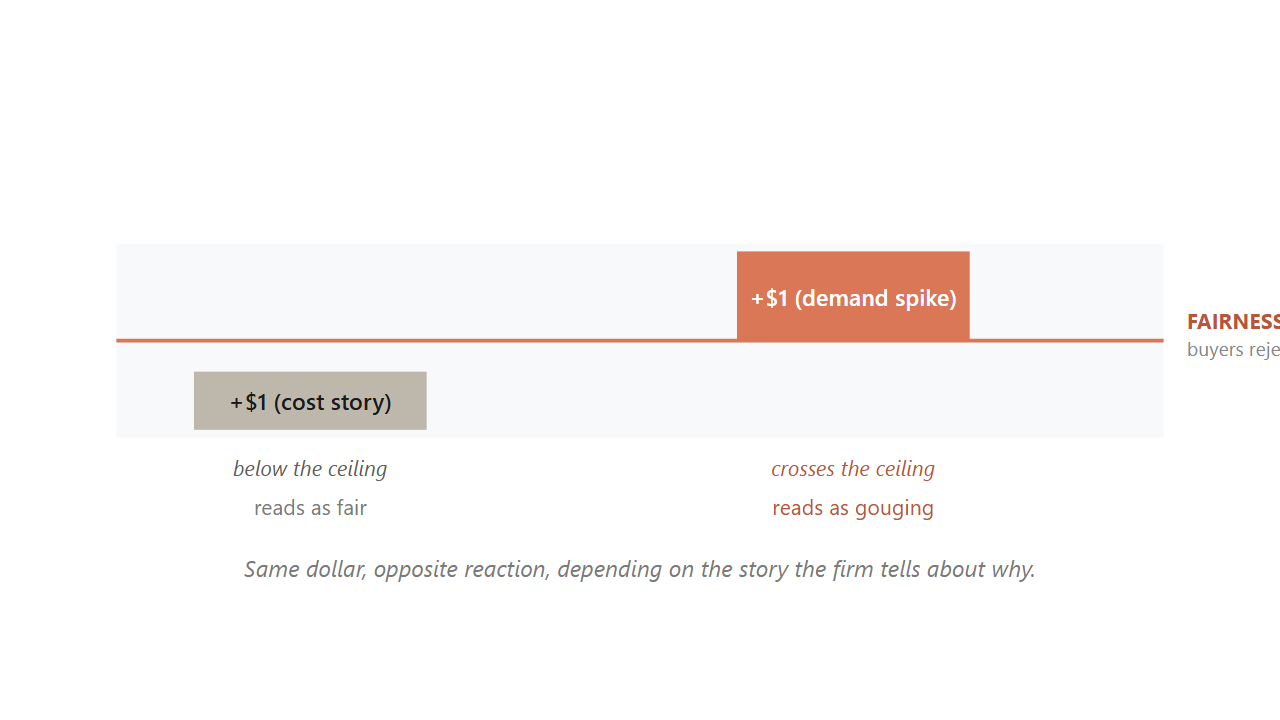 +$1 (demand spike)
FAIRNESS
buyers reje
+$1 (cost story)
below the ceiling
crosses the ceiling
reads as fair
reads as gouging
Same dollar, opposite reaction, depending on the story the firm tells about why.